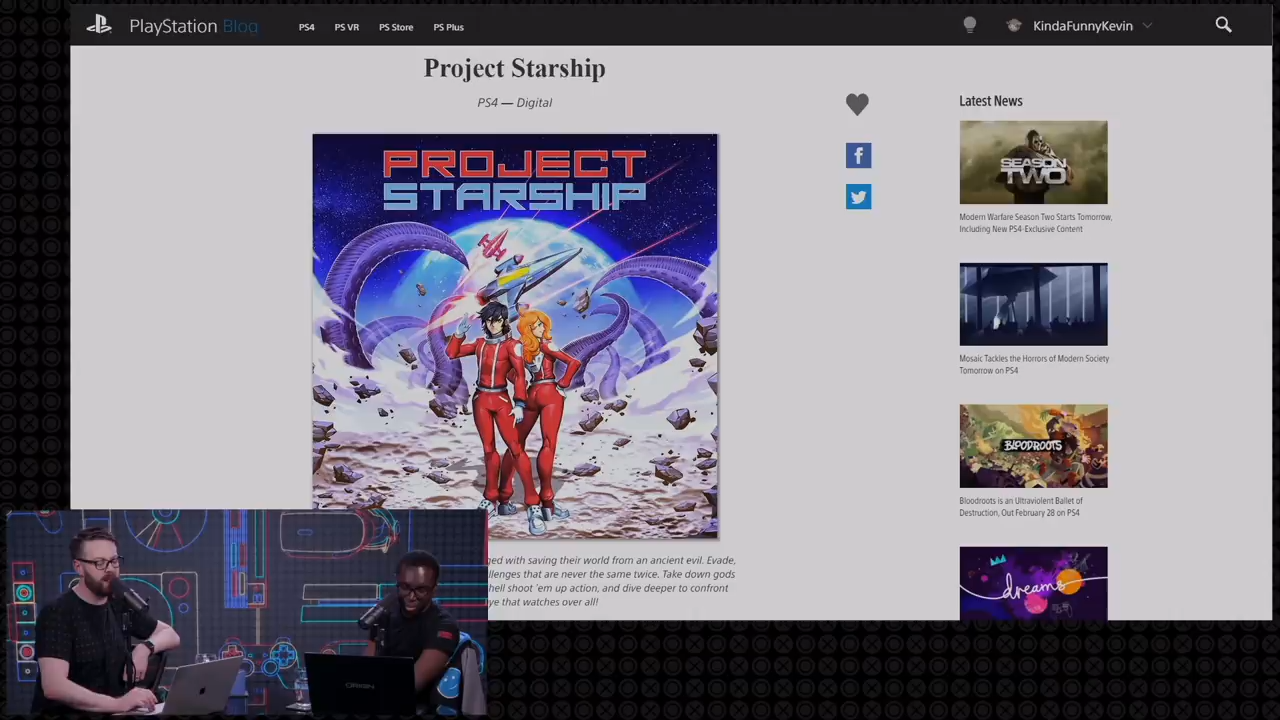 PlayStation Blog
PS4
PS VR
PS Store
PS Plus
KindaFunnyKevin
Project Starship
PS4 — Digital
PROJECT
STARSHIP
ged with saving their world from an ancient evil. Evade,
llenges that are never the same twice. Take down gods
hell shoot 'em up action, and dive deeper to confront
ye that watches over all!
Latest News
SEASON
TWO
Modern Warfare Season Two Starts Tomorrow,
Including New PS4-Exclusive Content
Mosaic Tackles the Horrors of Modern Society
Tomorrow on PS4
BLOODROOTS
Bloodroots is an Ultraviolent Ballet of
Destruction, Out February 28 on PS4
dreams
ORIGIN